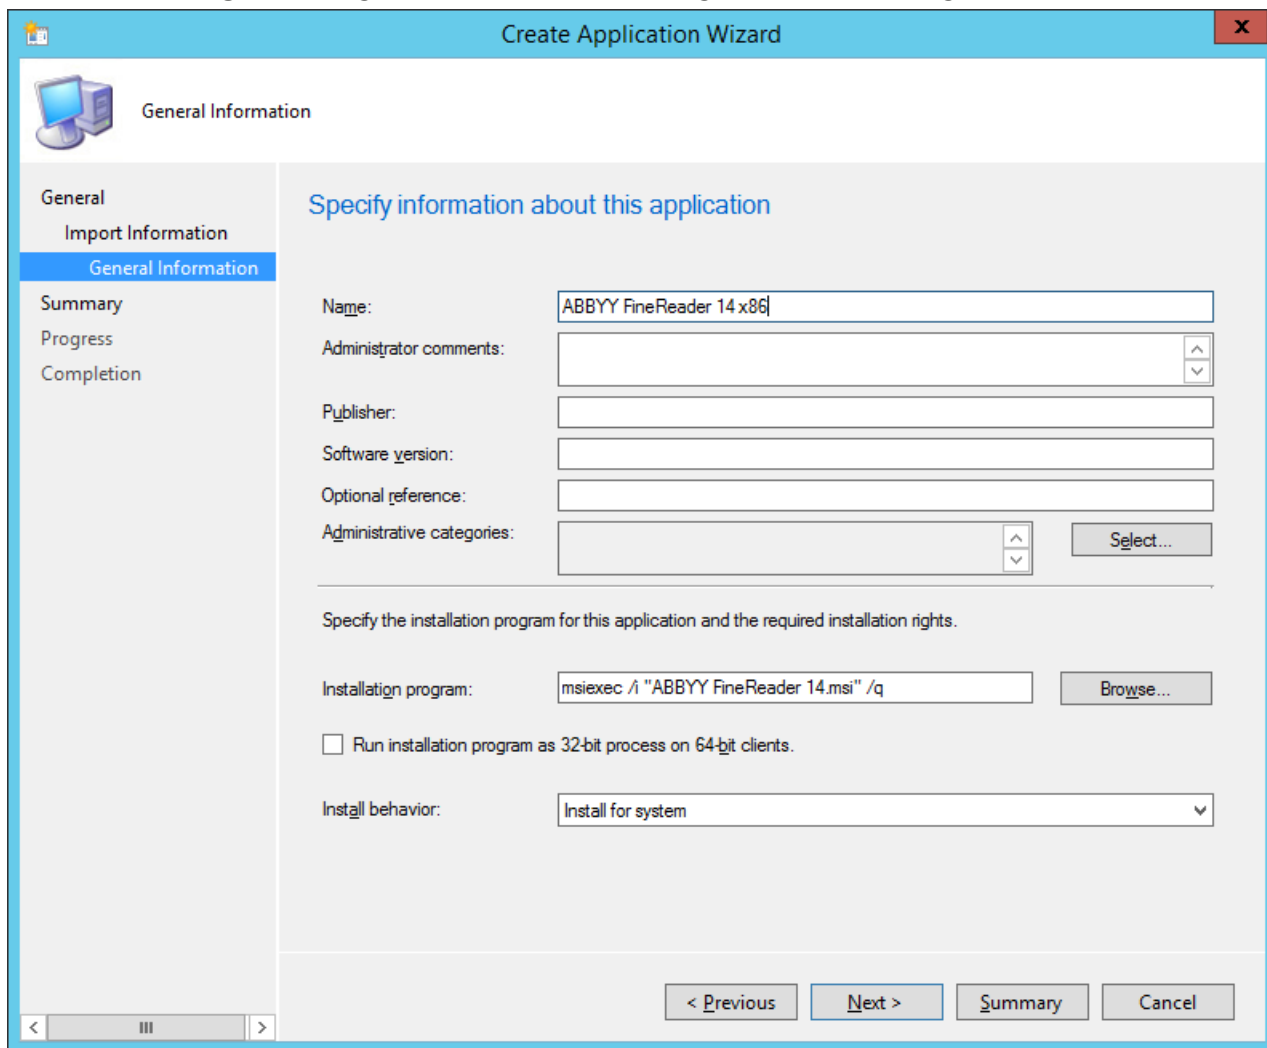 Create Application Wizard
X
General Information
General
Import Information
General Information
Summary
Progress
Completion
Specify information about this application
Name: ABBYY FineReader 14 x86
Administrator comments:
Publisher:
Software version:
Optional reference:
Administrative categories: Select...
Specify the installation program for this application and the required installation rights.
Installation program: msiexec /i "ABBYY FineReader 14.msi" /q Browse...
Run installation program as 32-bit process on 64-bit clients.
Install behavior: Install for system
< Previous Next > Summary Cancel